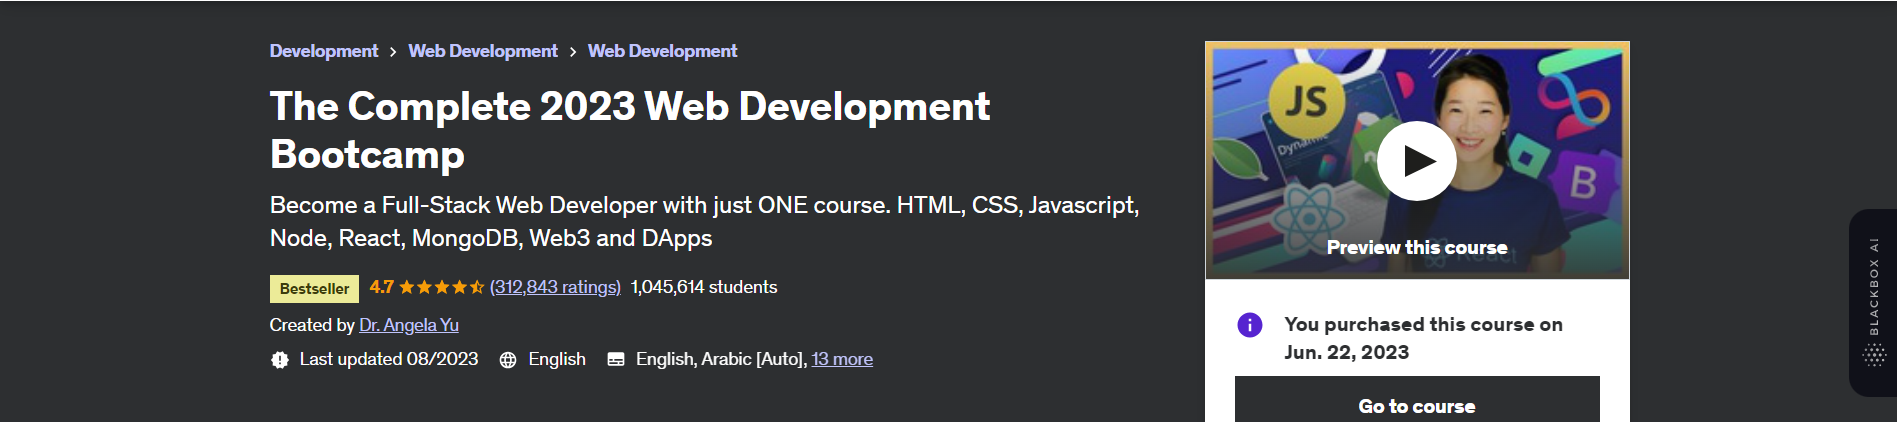 Development > Web Development > Web Development
The Complete 2023 Web Development
Bootcamp
Become a Full-Stack Web Developer with just ONE course. HTML, CSS, Javascript,
Node, React, MongoDB, Web3 and DApps
Bestseller 4.7 (312,843 ratings) 1,045,614 students
Created by Dr. Angela Yu
Last updated 08/2023 English English, Arabic [Auto], 13 more
JS
B
Preview this course
You purchased this course on
Jun. 22, 2023
Go to course
BLACKBOX AI